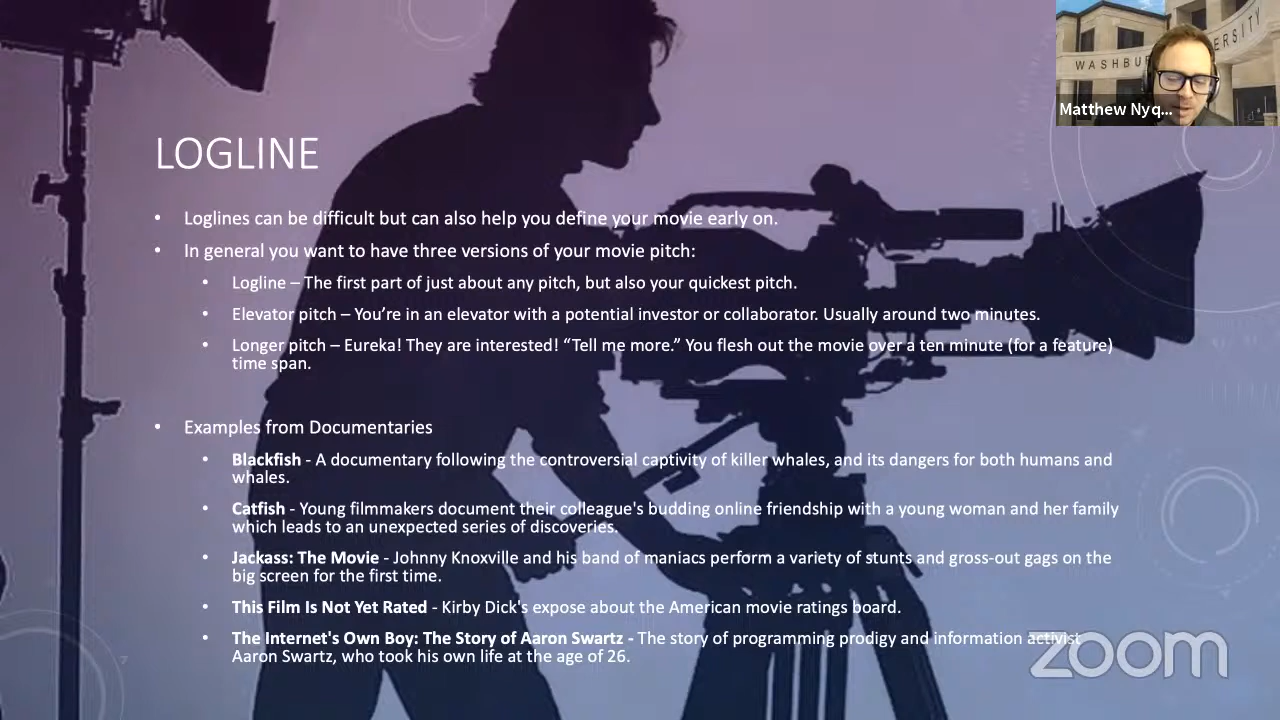 WASHBU
ERSITY
Matthew Nyq...
LOGLINE
• Loglines can be difficult but can also help you define your movie early on.
• In general you want to have three versions of your movie pitch:
• Logline – The first part of just about any pitch, but also your quickest pitch.
• Elevator pitch – You’re in an elevator with a potential investor or collaborator. Usually around two minutes.
• Longer pitch – Eureka! They are interested! “Tell me more.” You flesh out the movie over a ten minute (for a feature)
time span.
• Examples from Documentaries
• Blackfish - A documentary following the controversial captivity of killer whales, and its dangers for both humans and
whales.
• Catfish - Young filmmakers document their colleague's budding online friendship with a young woman and her family
which leads to an unexpected series of discoveries.
• Jackass: The Movie - Johnny Knoxville and his band of maniacs perform a variety of stunts and gross-out gags on the
big screen for the first time.
• This Film Is Not Yet Rated - Kirby Dick's expose about the American movie ratings board.
• The Internet's Own Boy: The Story of Aaron Swartz - The story of programming prodigy and information activist
Aaron Swartz, who took his own life at the age of 26.
7
zoom